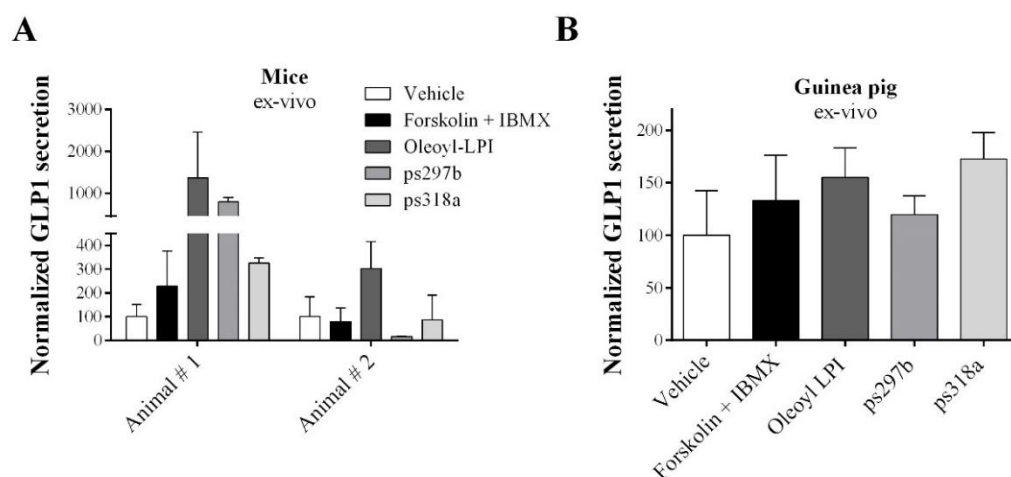 A
Mice
ex-vivo
Normalized GLP1 secretion
3000
2000
1000
400
300
200
100
0
Vehicle
Forskolin + IBMX
Oleoyl-LPI
ps297b
ps318a
Animal # 1
Animal # 2
B
Guinea pig
ex-vivo
Normalized GLP1 secretion
200
150
100
50
0
Vehicle
Forskolin + IBMX
Oleoyl LPI
ps297b
ps318a